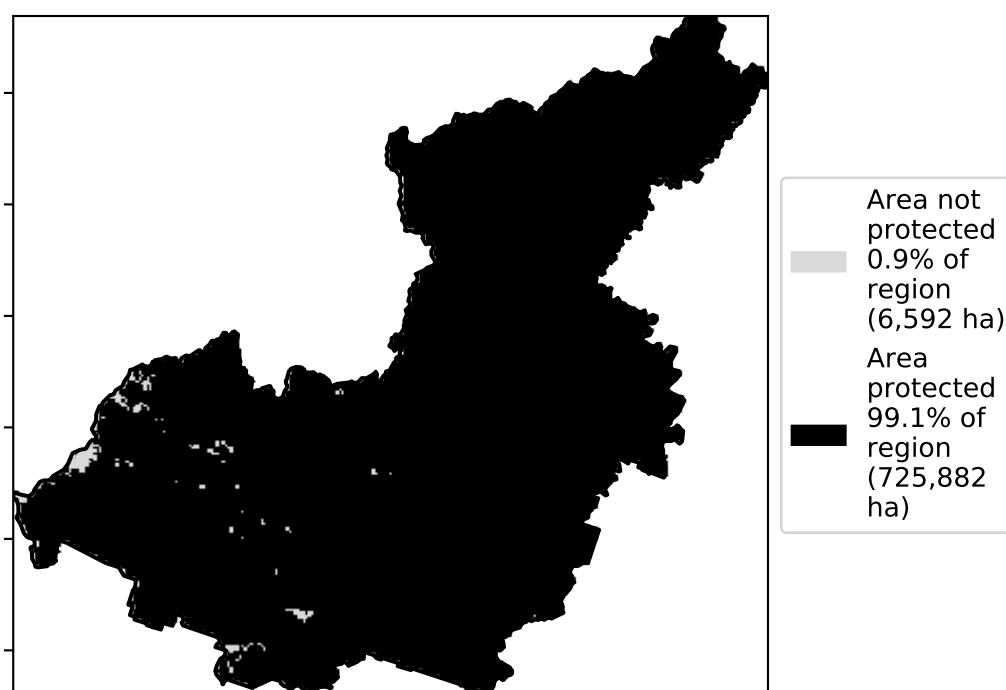 Area not
protected
0.9% of
region
(6,592 ha)
Area
protected
99.1% of
region
(725,882
ha)